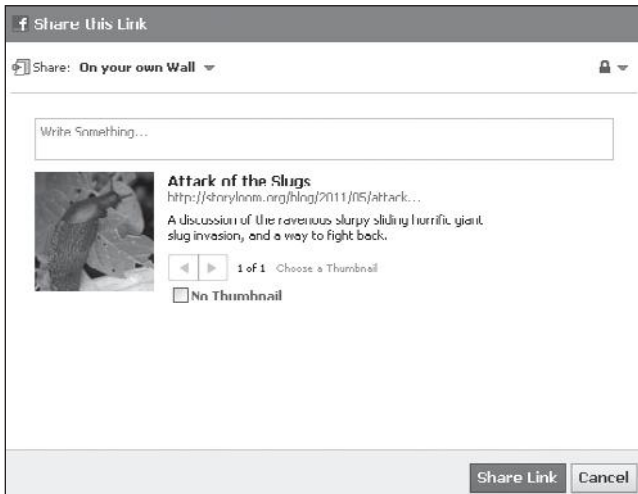 f Share this Link
Share: On your own Wall
Write Something...
Attack of the Slugs
http://storyloom.org/blog/2011/05/attack...
A discussion of the ravenous slurpy sliding horrific giant
slug invasion, and a way to fight back.
1 of 1 Choose a Thumbnail
No Thumbnail
Share Link Cancel